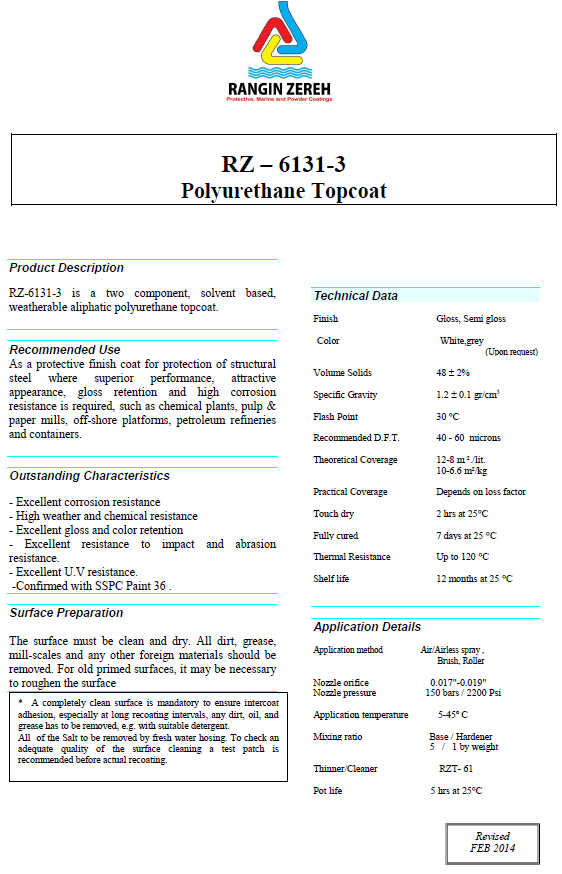 RANGIN ZEREH
Protective, Marine and Powder Coatings
RZ – 6131-3
Polyurethane Topcoat
Product Description
RZ-6131-3 is a two component, solvent based,
weatherable aliphatic polyurethane topcoat.
Recommended Use
As a protective finish coat for protection of structural
steel where superior performance, attractive
appearance, gloss retention and high corrosion
resistance is required, such as chemical plants, pulp &
paper mills, off-shore platforms, petroleum refineries
and containers.
Outstanding Characteristics
- Excellent corrosion resistance
- High weather and chemical resistance
- Excellent gloss and color retention
- Excellent resistance to impact and abrasion
resistance.
- Excellent U.V resistance.
-Confirmed with SSPC Paint 36 .
Surface Preparation
The surface must be clean and dry. All dirt, grease,
mill-scales and any other foreign materials should be
removed. For old primed surfaces, it may be necessary
to roughen the surface
* A completely clean surface is mandatory to ensure intercoat
adhesion, especially at long recoating intervals, any dirt, oil, and
grease has to be removed, e.g. with suitable detergent.
All of the Salt to be removed by fresh water hosing. To check an
adequate quality of the surface cleaning a test patch is
recommended before actual recoating.
Technical Data
Finish Gloss, Semi gloss
Color White,grey
(Upon request)
Volume Solids 48 ± 2%
Specific Gravity 1.2 ± 0.1 gr/cm³
Flash Point 30 ºC
Recommended D.F.T. 40 - 60 microns
Theoretical Coverage 12-8 m ²./lit.
10-6.6 m²/kg
Practical Coverage Depends on loss factor
Touch dry 2 hrs at 25ºC
Fully cured 7 days at 25 ºC
Thermal Resistance Up to 120 ºC
Shelf life 12 months at 25 ºC
Application Details
Application method Air/Airless spray ,
Brush, Roller
Nozzle orifice 0.017"-0.019"
Nozzle pressure 150 bars / 2200 Psi
Application temperature 5-45º C
Mixing ratio Base / Hardener
5 / 1 by weight
Thinner/Cleaner RZT- 61
Pot life 5 hrs at 25ºC
Revised
FEB 2014